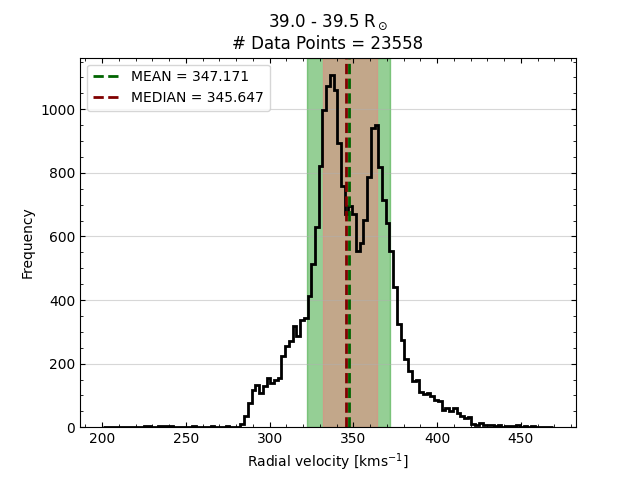 39.0 - 39.5 R⊙
# Data Points = 23558
MEAN = 347.171
MEDIAN = 345.647
Frequency
1000
800
600
400
200
0
200 250 300 350 400 450
Radial velocity [kms⁻¹]